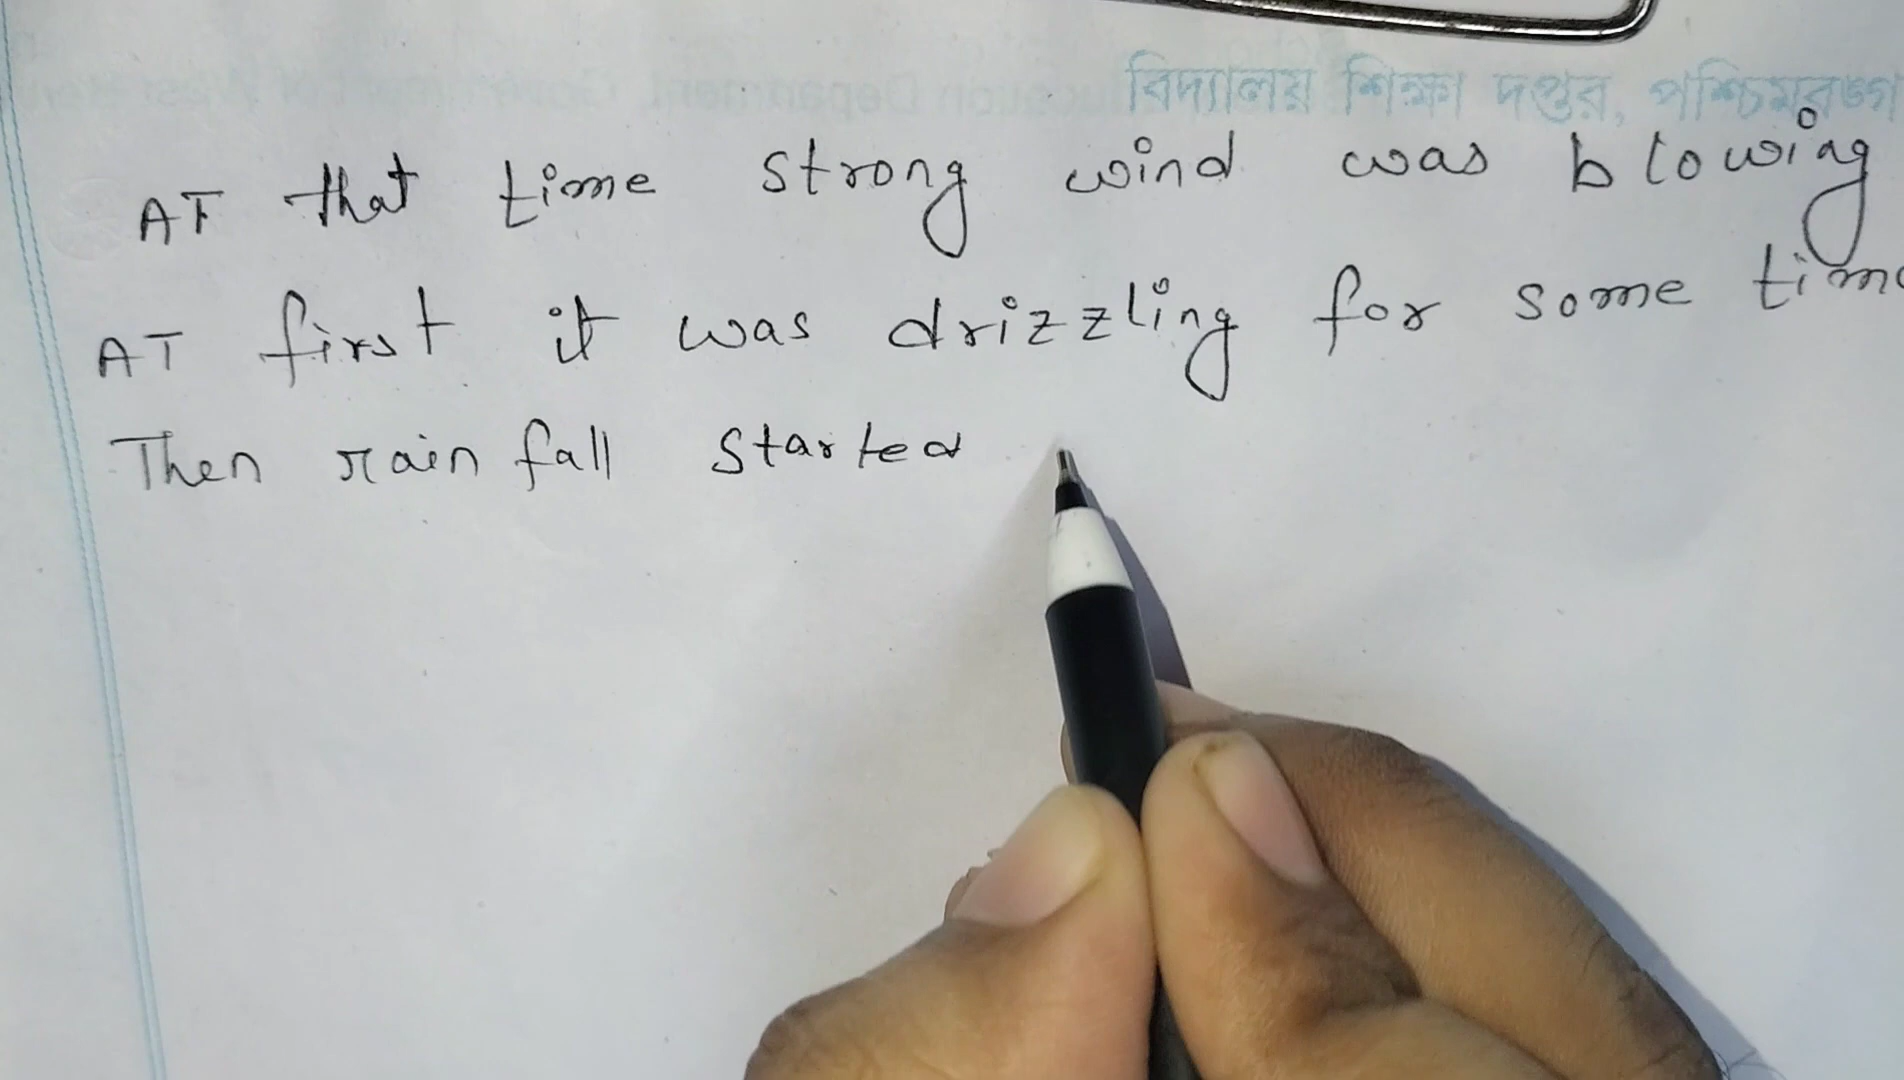 বিদ্যালয় শিক্ষা দপ্তর, পশ্চিমবঙ্গ
AT that time strong wind was blowing
AT first it was drizzling for some time
Then rain fall started